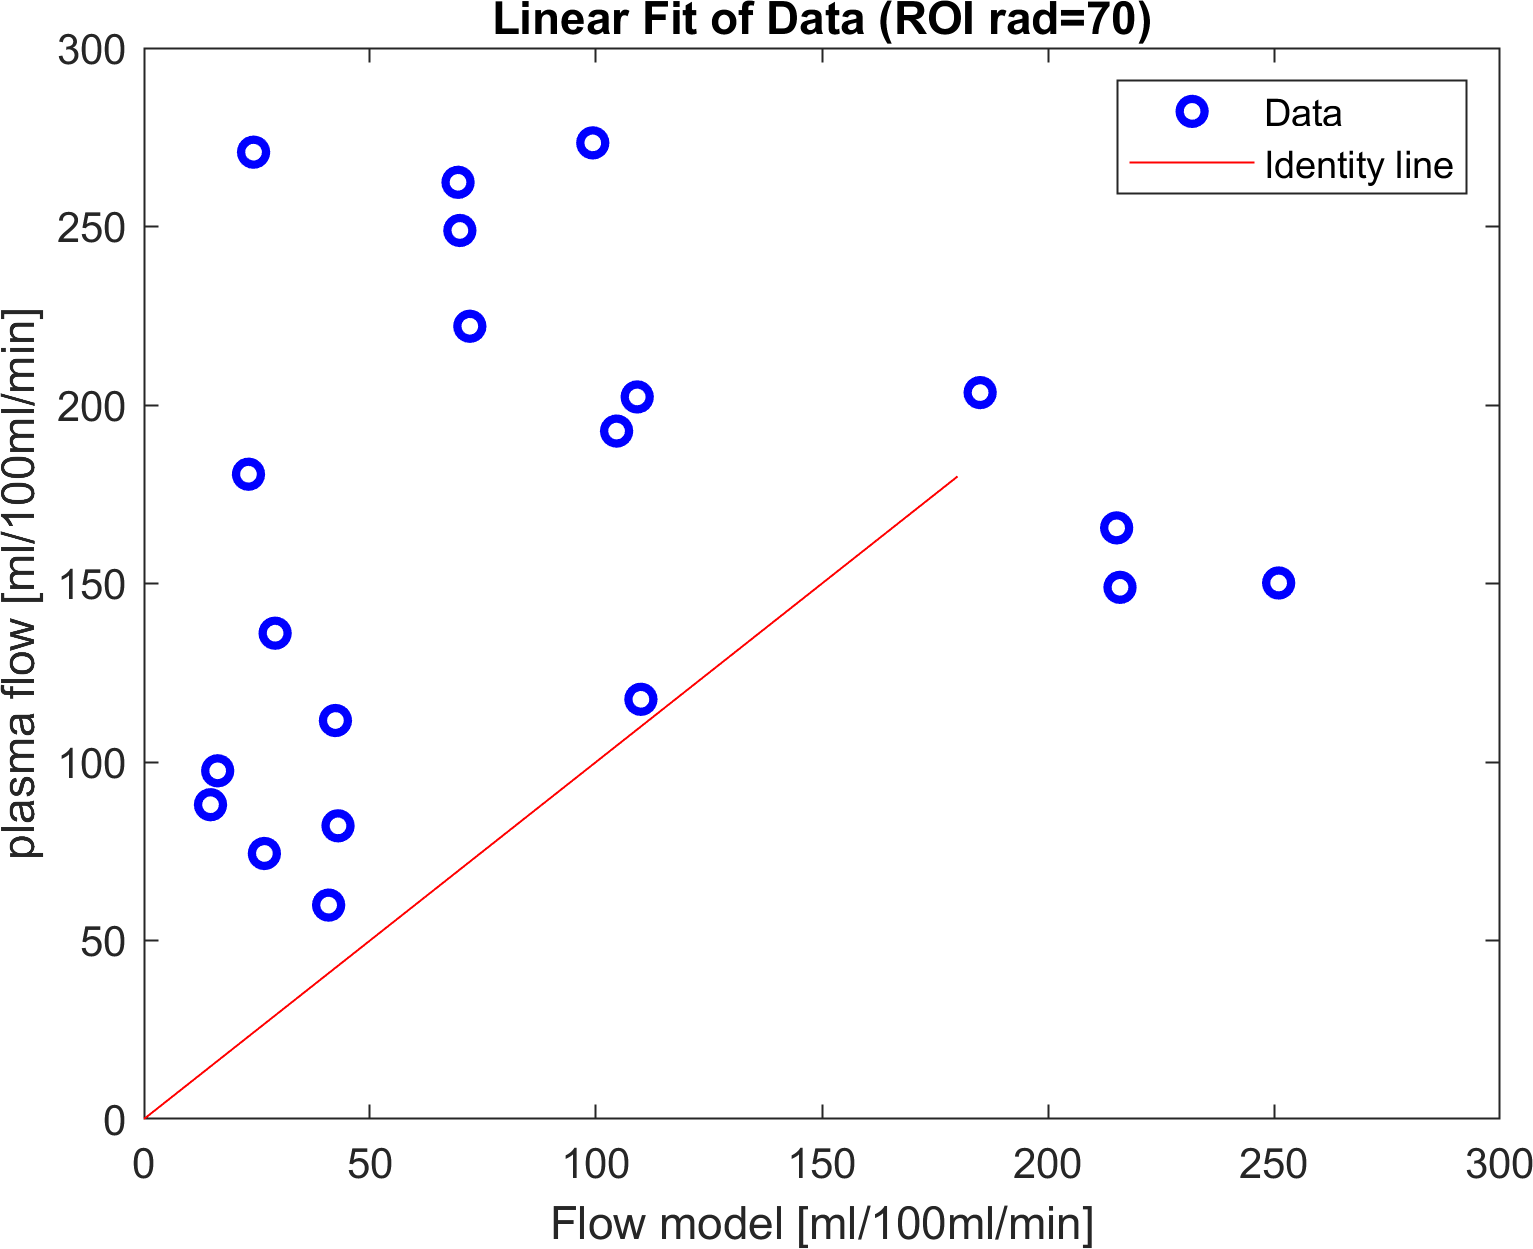 Linear Fit of Data (ROI rad=70)
300
250
200
150
100
50
0
plasma flow [ml/100ml/min]
Data
Identity line
0 50 100 150 200 250 300
Flow model [ml/100ml/min]